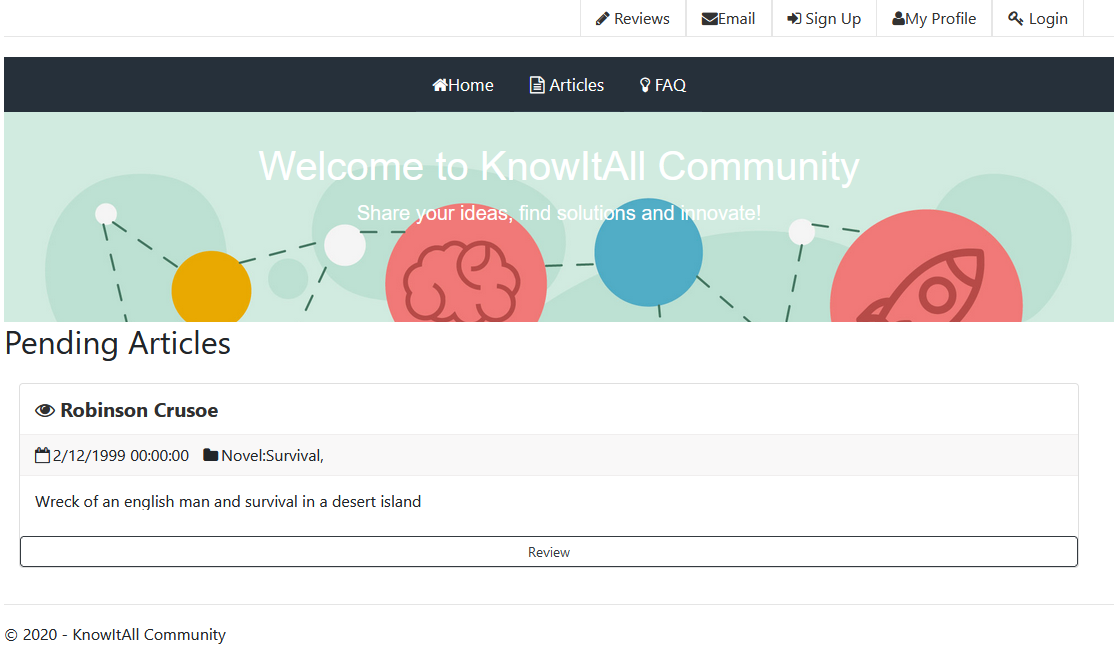 Reviews Email Sign Up My Profile Login
Home Articles FAQ
Welcome to KnowItAll Community
Share your ideas, find solutions and innovate!
Pending Articles
Robinson Crusoe
2/12/1999 00:00:00 Novel:Survival,
Wreck of an english man and survival in a desert island
Review
© 2020 - KnowItAll Community